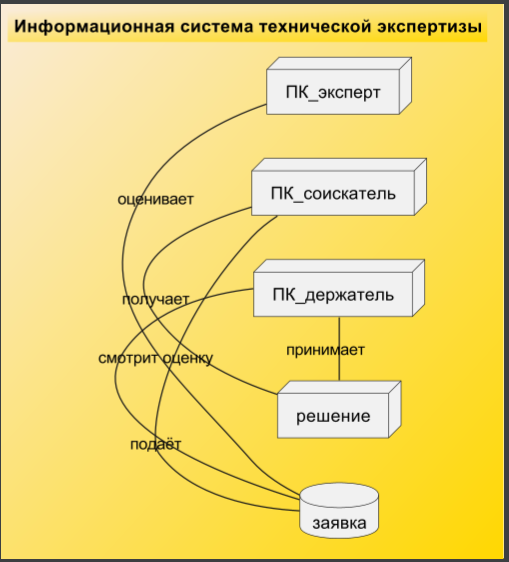 Информационная система технической экспертизы
ПК_эксперт
ПК_соискатель
оценивает
ПК_держатель
получает
принимает
смотрит оценку
решение
подаёт
заявка